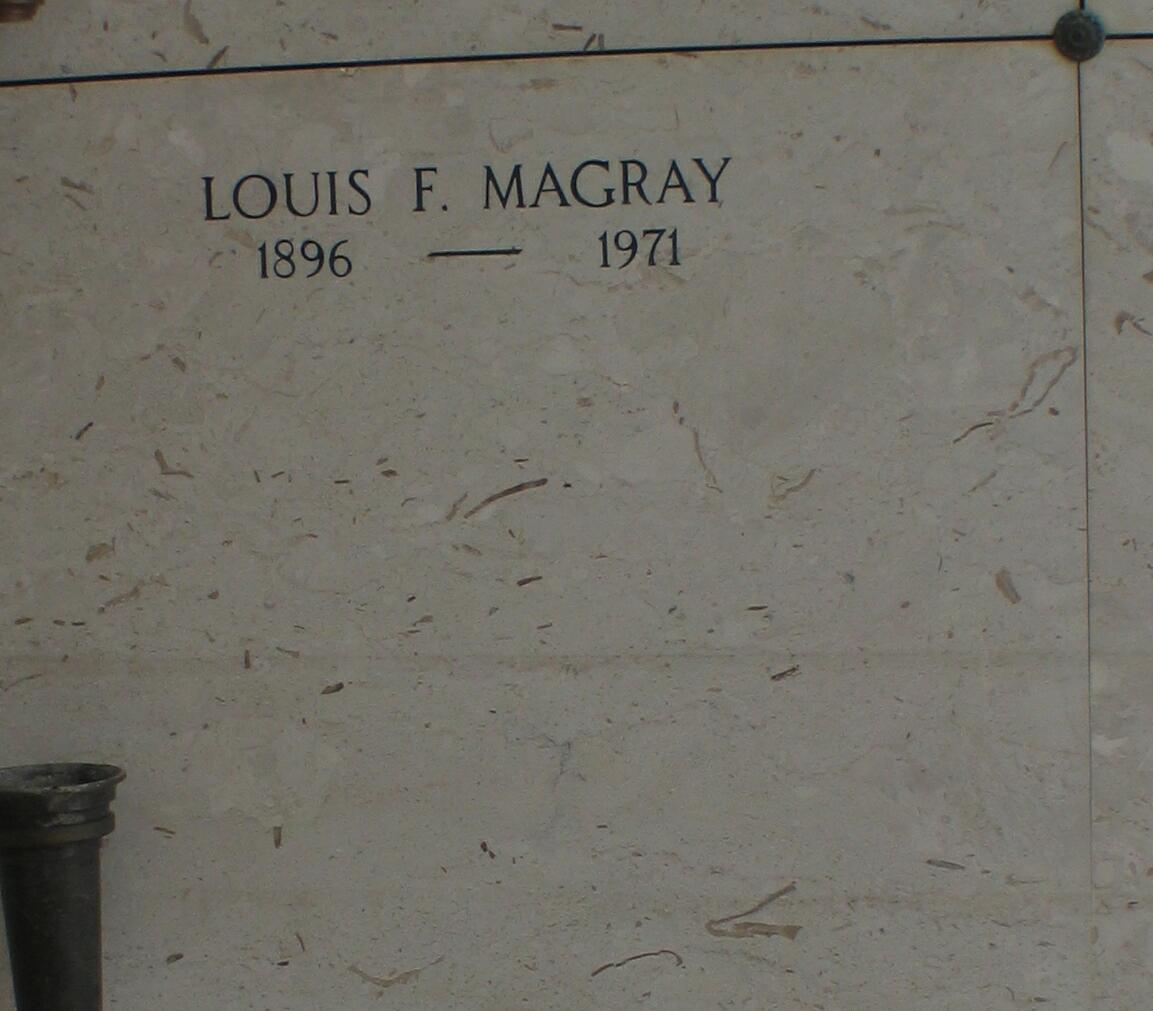 LOUIS F. MAGRAY
1896 — 1971